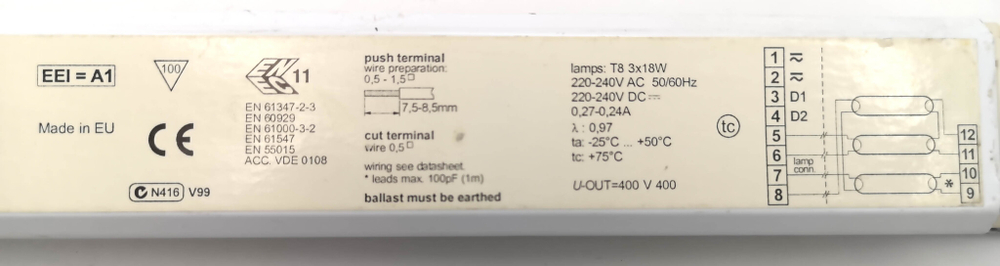 EEI = A1
Made in EU
100
CE
N416 V99
ENEC 11
EN 61347-2-3
EN 60929
EN 61000-3-2
EN 61547
EN 55015
ACC. VDE 0108
push terminal
wire preparation:
0,5 - 1,5□
7,5-8,5mm
cut terminal
wire 0,5□
wiring see datasheet
* leads max. 100pF (1m)
ballast must be earthed
lamps: T8 3x18W
220-240V AC 50/60Hz
220-240V DC
0,27-0,24A
λ : 0,97
ta: -25°C ... +50°C
tc: +75°C
U-OUT=400 V 400
tc
1
2
3 D1
4 D2
5
6
7
8
lamp
conn.
12
11
10
* 9